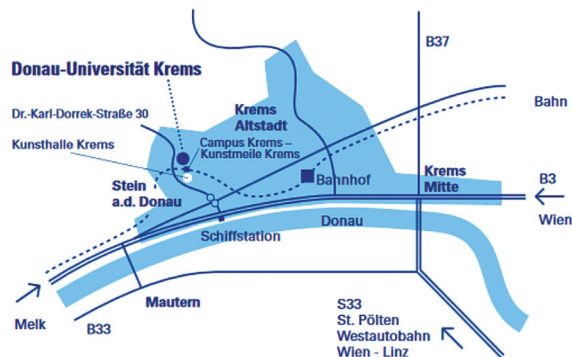 B37
Donau-Universität Krems
Dr.-Karl-Dorrek-Straße 30
Krems
Altstadt
Bahn
Kunsthalle Krems
Campus Krems –
Kunstmeile Krems
Bahnhof
Krems
Mitte
Stein
a.d. Donau
B3
Wien
Donau
Schiffstation
Mautern
Melk
B33
S33
St. Pölten
Westautobahn
Wien - Linz